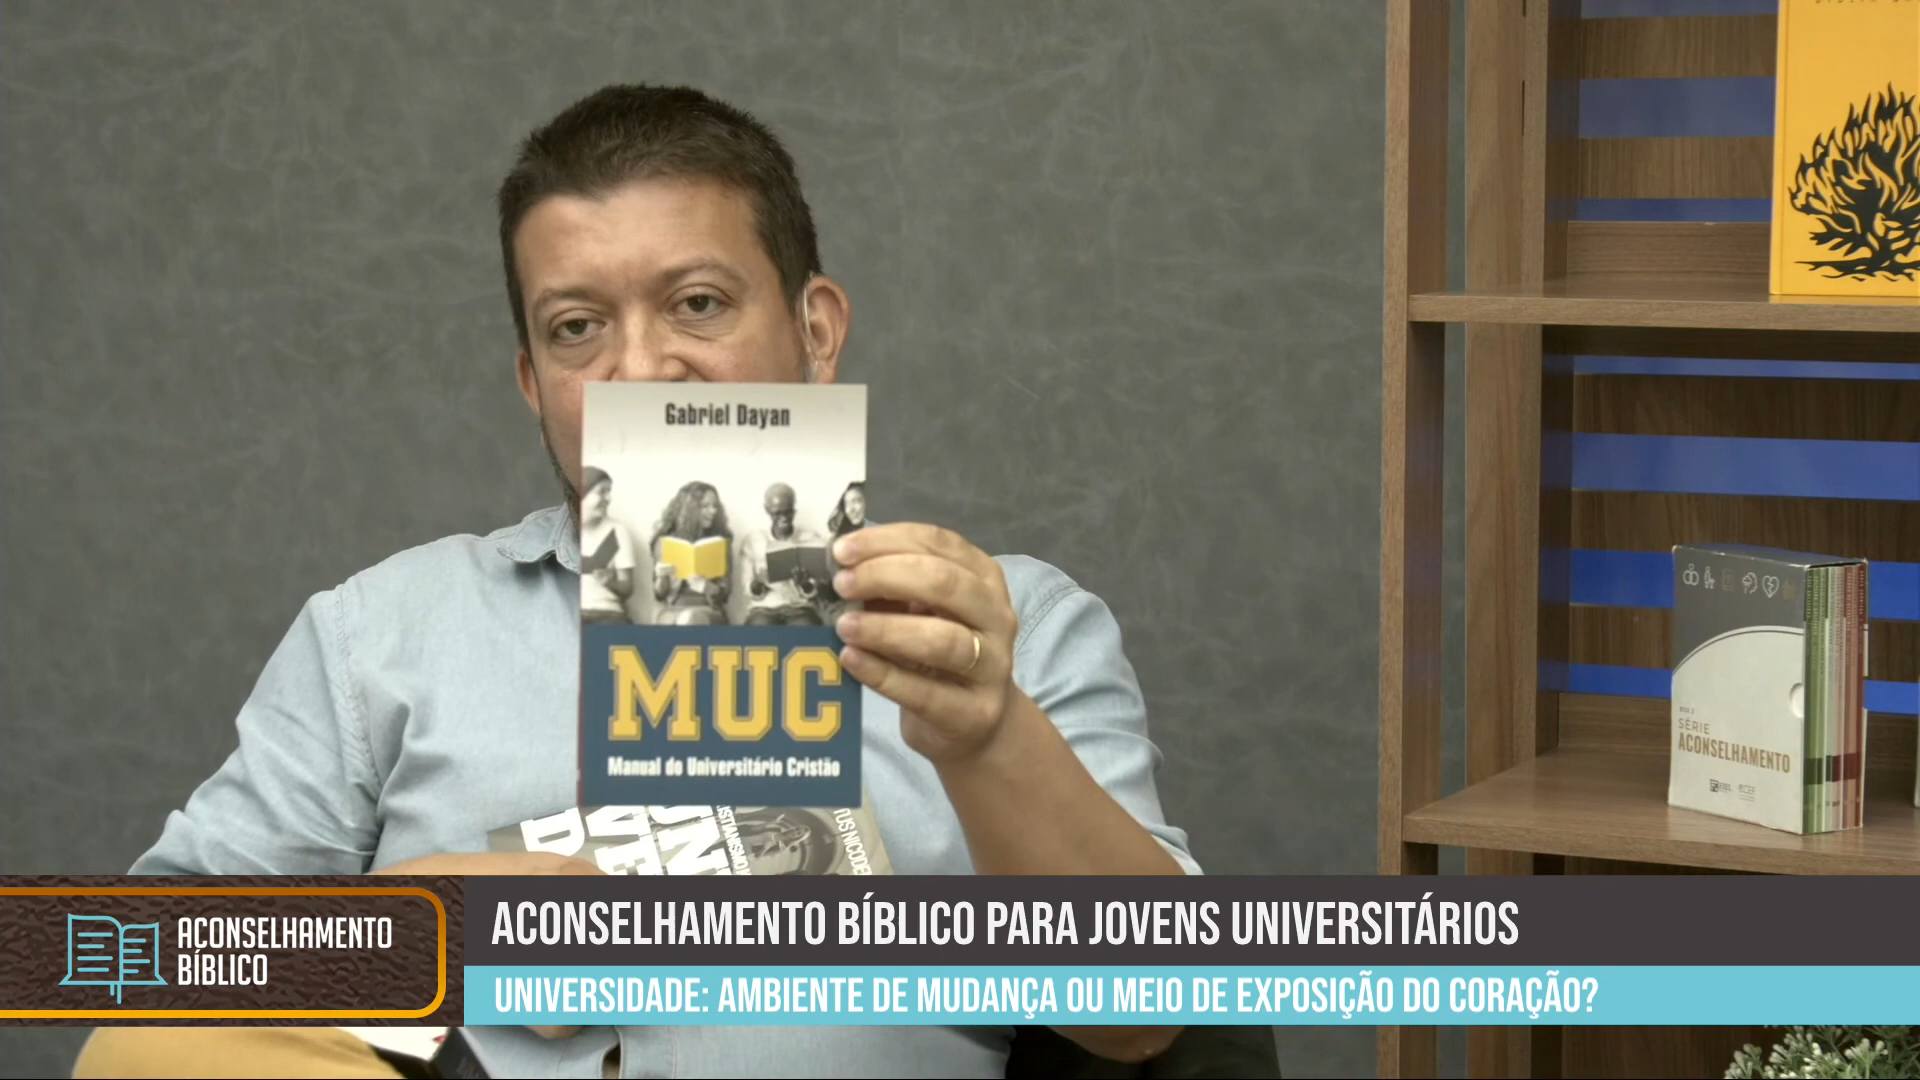 Gabriel Dayan
MUC
Manual do Universitário Cristão
SÉRIE
ACONSELHAMENTO
ACONSELHAMENTO
BÍBLICO
ACONSELHAMENTO BÍBLICO PARA JOVENS UNIVERSITÁRIOS
UNIVERSIDADE: AMBIENTE DE MUDANÇA OU MEIO DE EXPOSIÇÃO DO CORAÇÃO?